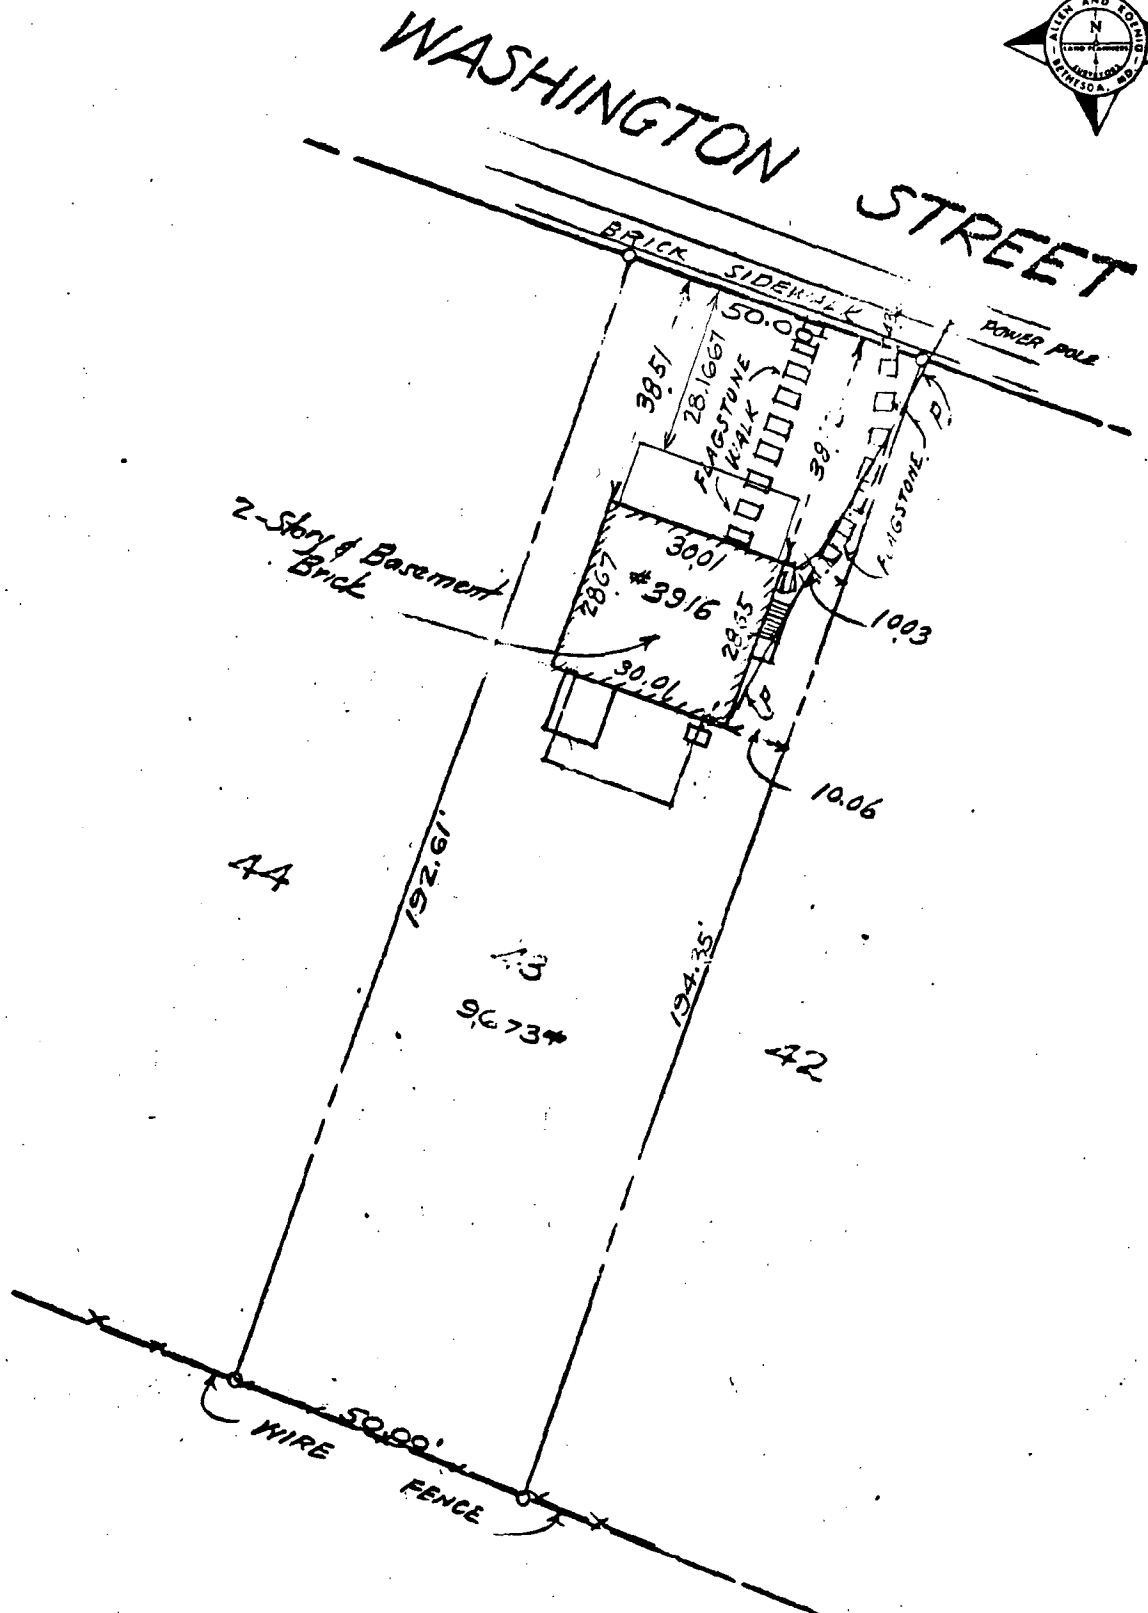 ALLEN AND KOENIG
N
LAND PLANNERS
SURVEYORS
BETHESDA, MD.
WASHINGTON STREET
BRICK SIDEWALK
POWER POLE
50.00
38.51
28.1667
FLAGSTONE
WALK
38.
P
FLAGSTONE
2-Story & Basement
Brick
30.01
#3916
28.67
28.65
30.01
10.03
P
10.06
44
192.61'
43
9,673#
194.35'
42
50.00'
WIRE FENCE